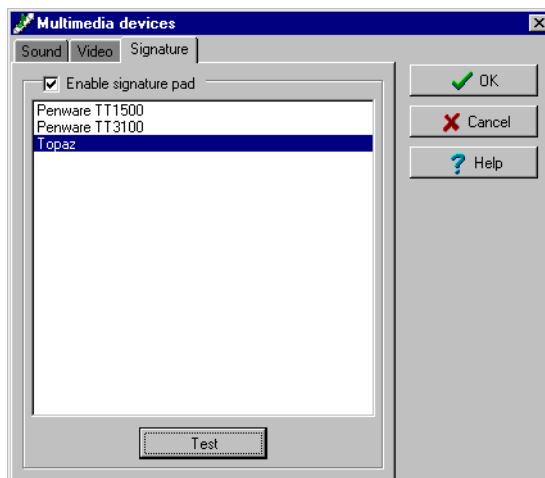 Multimedia devices
Sound Video Signature
Enable signature pad
Penware TT1500
Penware TT3100
Topaz
Test
OK
Cancel
Help